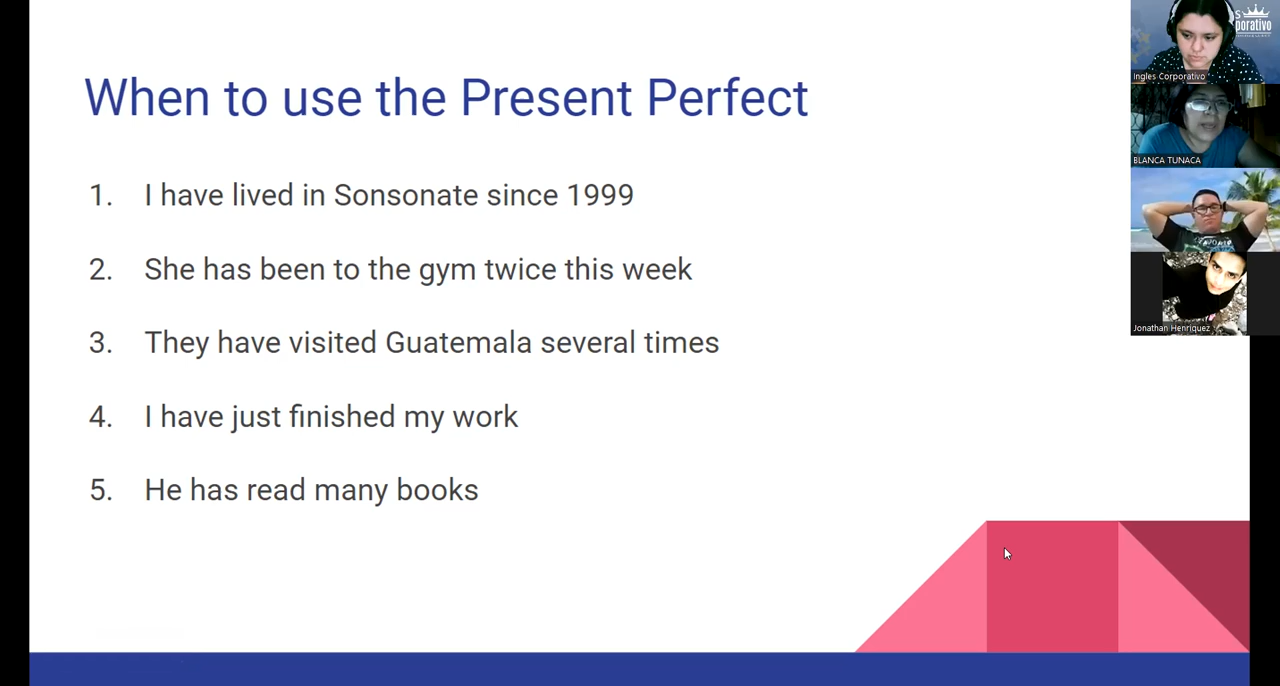 When to use the Present Perfect
1. I have lived in Sonsonate since 1999
2. She has been to the gym twice this week
3. They have visited Guatemala several times
4. I have just finished my work
5. He has read many books
S
porativo
Ingles Corporativo
BLANCA TUNACA
Jonathan Henriquez